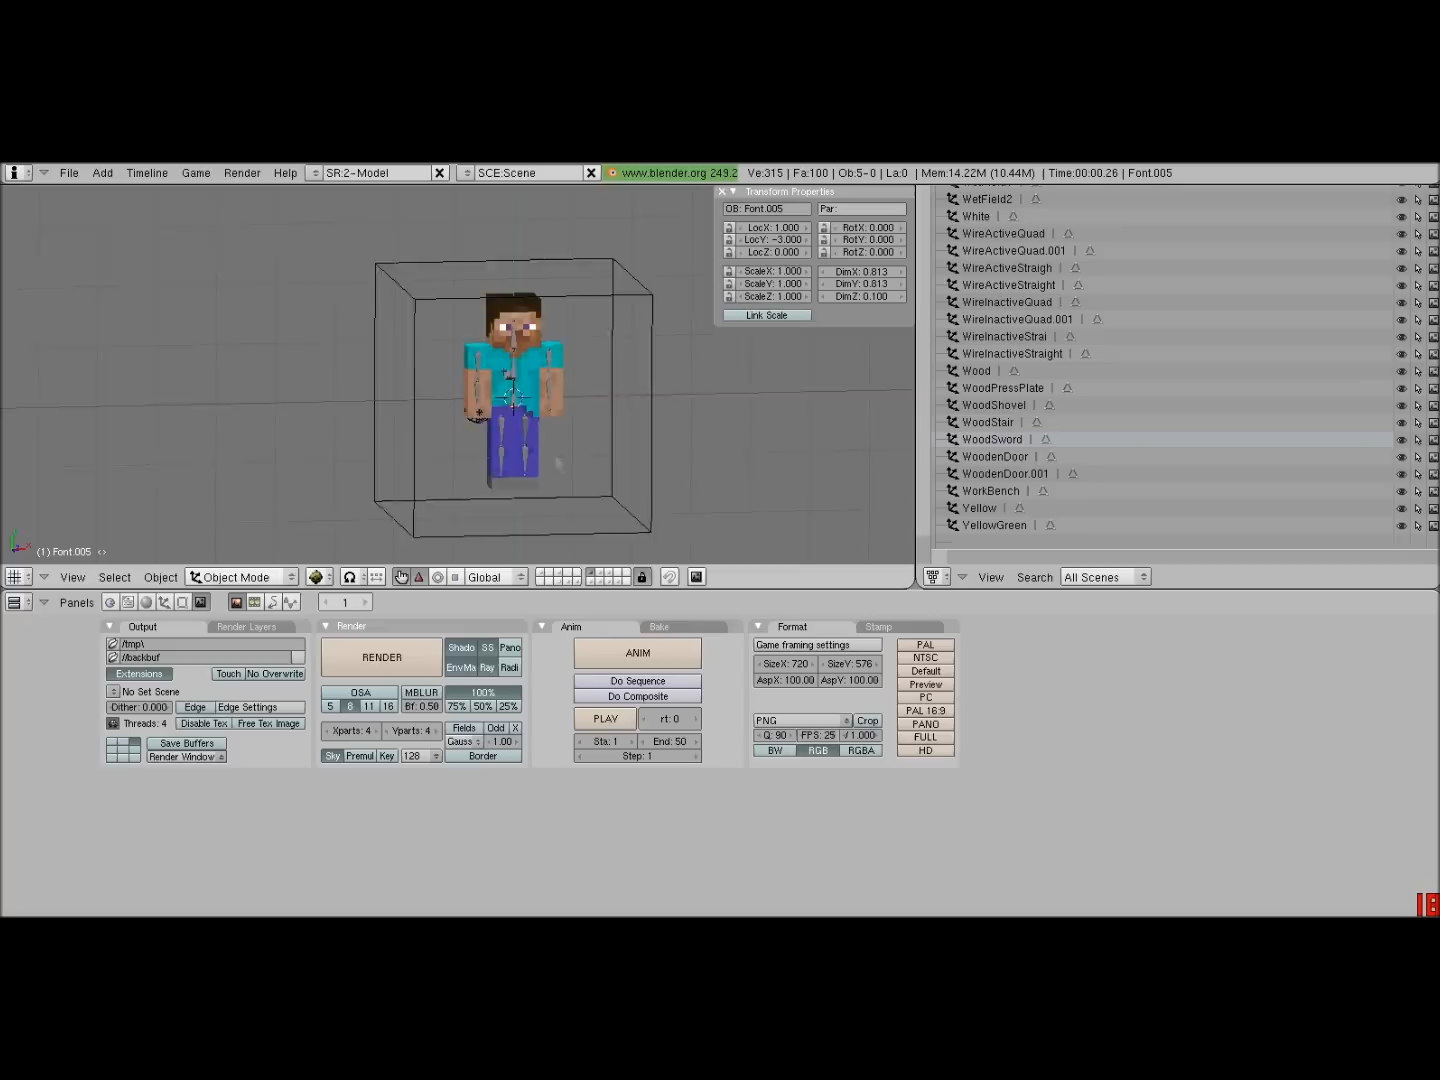 File Add Timeline Game Render Help SR:2-Model X SCE:Scene X www.blender.org 249.2 Ve:315 | Fa:100 | Ob:5-0 | La:0 | Mem:14.22M (10.44M) | Time:00:00.26 | Font.005
Transform Properties
OB: Font.005 Par:
LocX: 1.000 RotX: 0.000
LocY: -3.000 RotY: 0.000
LocZ: 0.000 RotZ: 0.000
ScaleX: 1.000 DimX: 0.813
ScaleY: 1.000 DimY: 0.813
ScaleZ: 1.000 DimZ: 0.100
Link Scale
WetField2
White
WireActiveQuad
WireActiveQuad.001
WireActiveStraigh
WireActiveStraight
WireInactiveQuad
WireInactiveQuad.001
WireInactiveStrai
WireInactiveStraight
Wood
WoodPressPlate
WoodShovel
WoodStair
WoodSword
WoodenDoor
WoodenDoor.001
WorkBench
Yellow
YellowGreen
(1) Font.005 <>
View Select Object Object Mode Global
View Search All Scenes
Panels 1
Output Render Layers
/tmp\
//backbuf
Extensions Touch No Overwrite
No Set Scene
Dither: 0.000 Edge Edge Settings
Threads: 4 Disable Tex Free Tex Image
Save Buffers
Render Window
Render
RENDER Shado SS Pano
EnvMa Ray Radi
OSA MBLUR 100%
5 8 11 16 Bf: 0.50 75% 50% 25%
Xparts: 4 Yparts: 4 Fields Odd X
Gauss 1.00
Sky Premul Key 128 Border
Anim Bake
ANIM
Do Sequence
Do Composite
PLAY rt: 0
Sta: 1 End: 50
Step: 1
Format Stamp
Game framing settings
SizeX: 720 SizeY: 576
AspX: 100.00 AspY: 100.00
PNG Crop
Q: 90 FPS: 25 /1.000
BW RGB RGBA
PAL
NTSC
Default
Preview
PC
PAL 16:9
PANO
FULL
HD
18